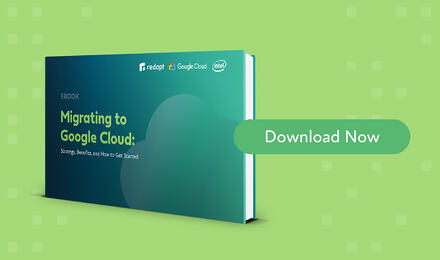 redapt
Google Cloud
intel
EBOOK
Migrating to
Google Cloud:
Strategy, Benefits, and How to Get Started
Download Now